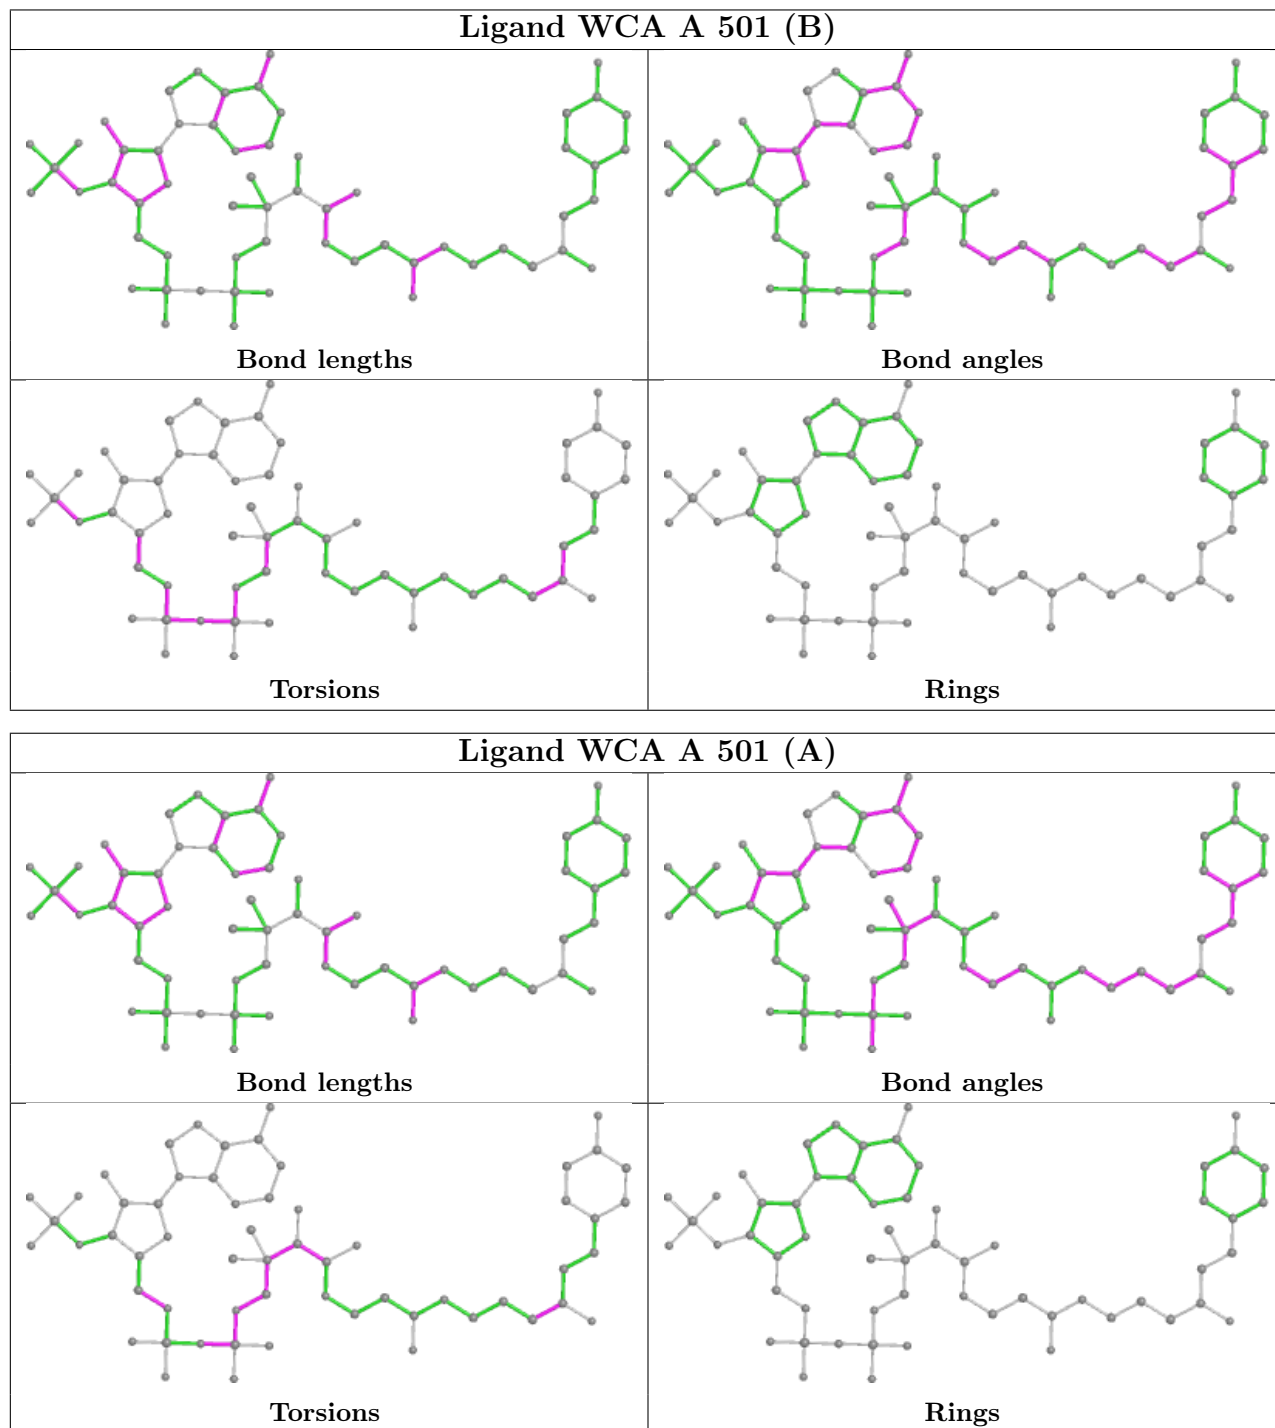 Ligand WCA A 501 (B)
Bond lengths
Bond angles
Torsions
Rings
Ligand WCA A 501 (A)
Bond lengths
Bond angles
Torsions
Rings